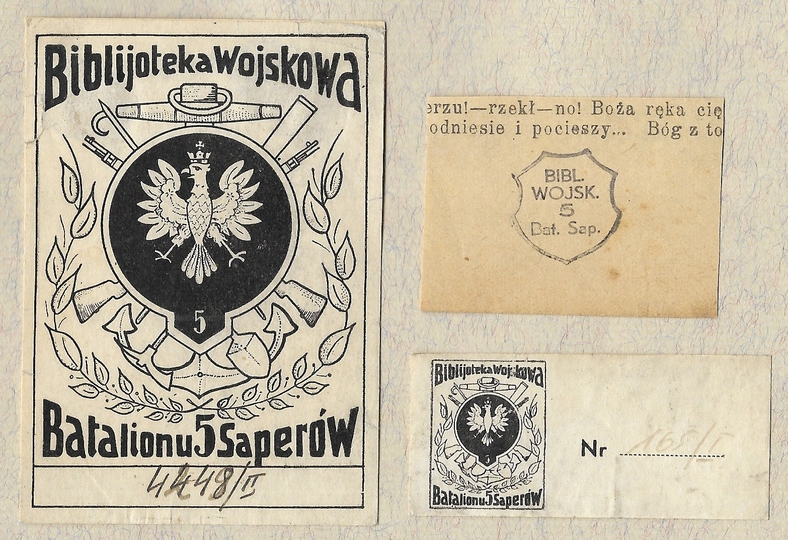 Biblijoteka Wojskowa
5
Batalionu 5 Saperów
4448/II
erzu!—rzekł—no! Boża ręka cię
odniesie i pocieszy... Bóg z to
BIBL.
WOJSK.
5
Bat. Sap.
Biblijoteka Wojskowa
5
Batalionu 5 Saperów
Nr 165/I